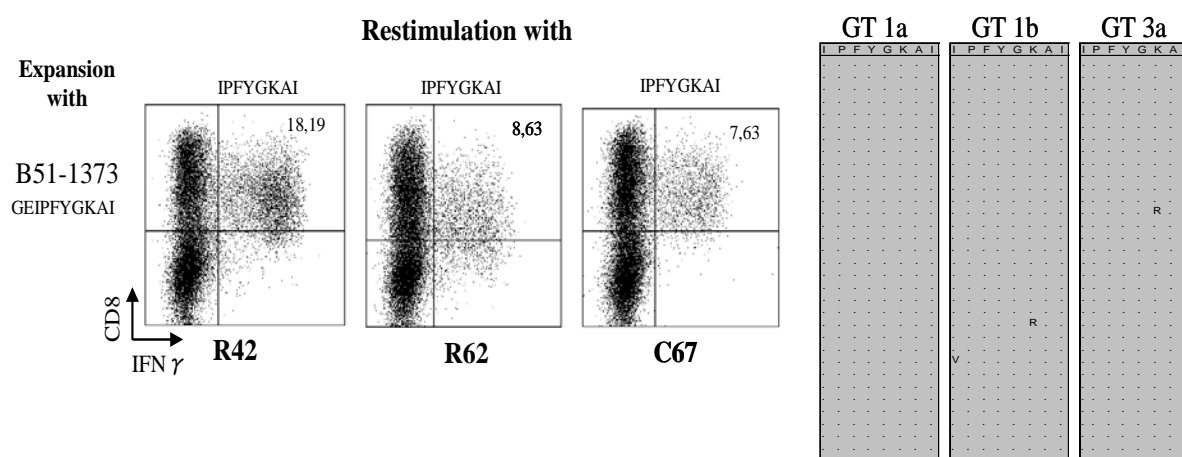 Restimulation with
Expansion
with
IPFYGKAI
IPFYGKAI
IPFYGKAI
18,19
8,63
7,63
B51-1373
GEIPFYGKAI
CD8
IFN γ
R42
R62
C67
GT 1a
GT 1b
GT 3a
I P F Y G K A I
I P F Y G K A I
I P F Y G K A
R
R
V